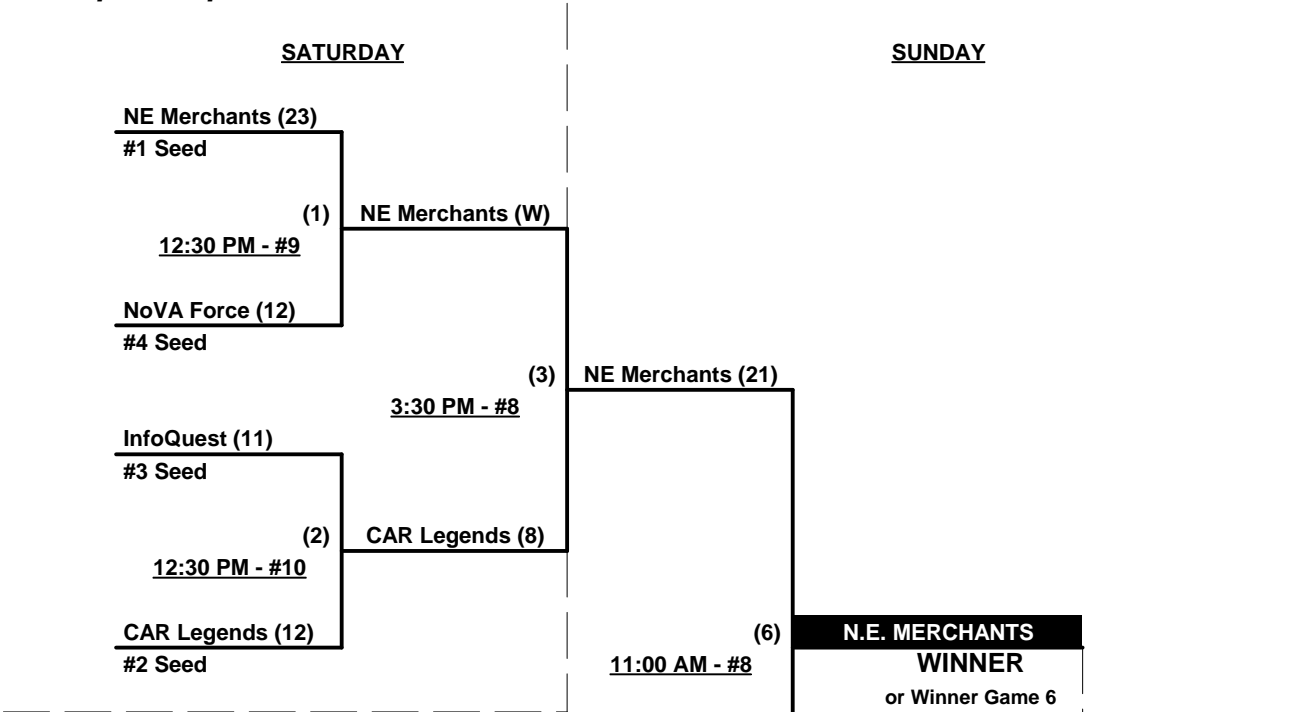 SATURDAY
SUNDAY
NE Merchants (23)
#1 Seed
(1)
NE Merchants (W)
12:30 PM - #9
NoVA Force (12)
#4 Seed
(3)
NE Merchants (21)
3:30 PM - #8
InfoQuest (11)
#3 Seed
(2)
CAR Legends (8)
12:30 PM - #10
CAR Legends (12)
(6)
N.E. MERCHANTS
#2 Seed
11:00 AM - #8
WINNER
or Winner Game 6